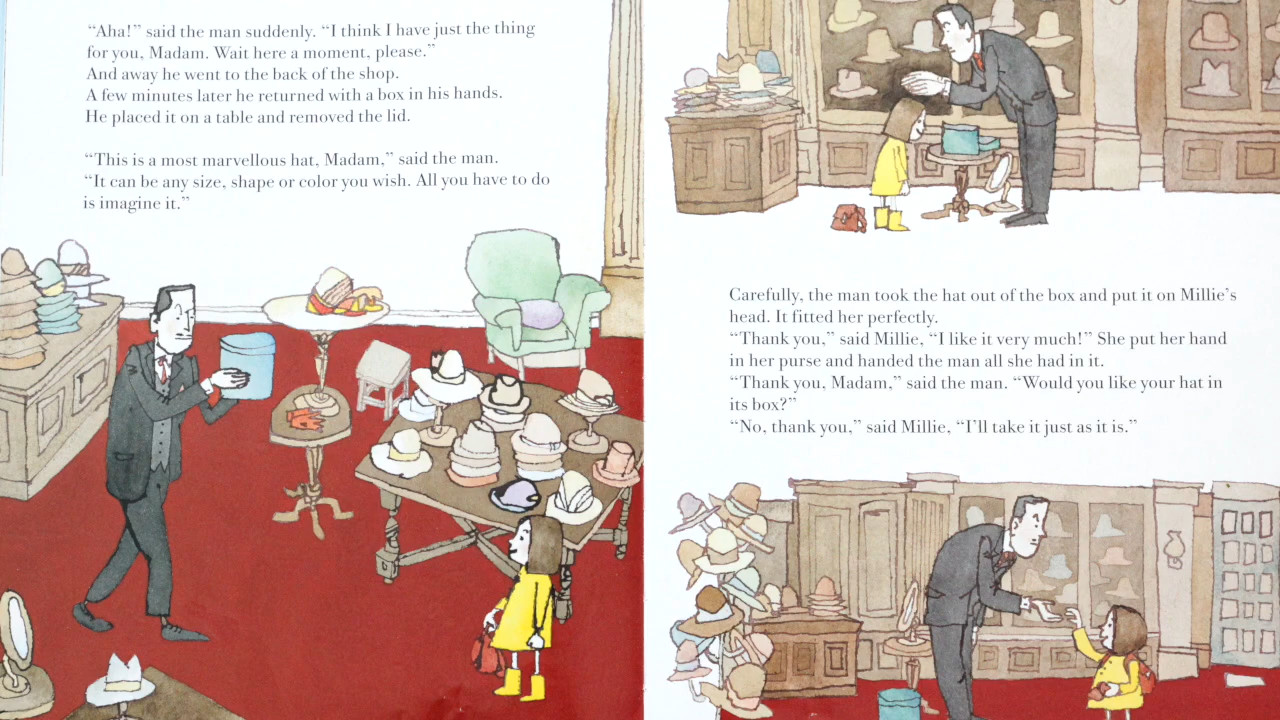 “Aha!” said the man suddenly. “I think I have just the thing
for you, Madam. Wait here a moment, please.”
And away he went to the back of the shop.
A few minutes later he returned with a box in his hands.
He placed it on a table and removed the lid.
“This is a most marvellous hat, Madam,” said the man.
“It can be any size, shape or color you wish. All you have to do
is imagine it.”
Carefully, the man took the hat out of the box and put it on Millie’s
head. It fitted her perfectly.
“Thank you,” said Millie, “I like it very much!” She put her hand
in her purse and handed the man all she had in it.
“Thank you, Madam,” said the man. “Would you like your hat in
its box?”
“No, thank you,” said Millie, “I’ll take it just as it is.”